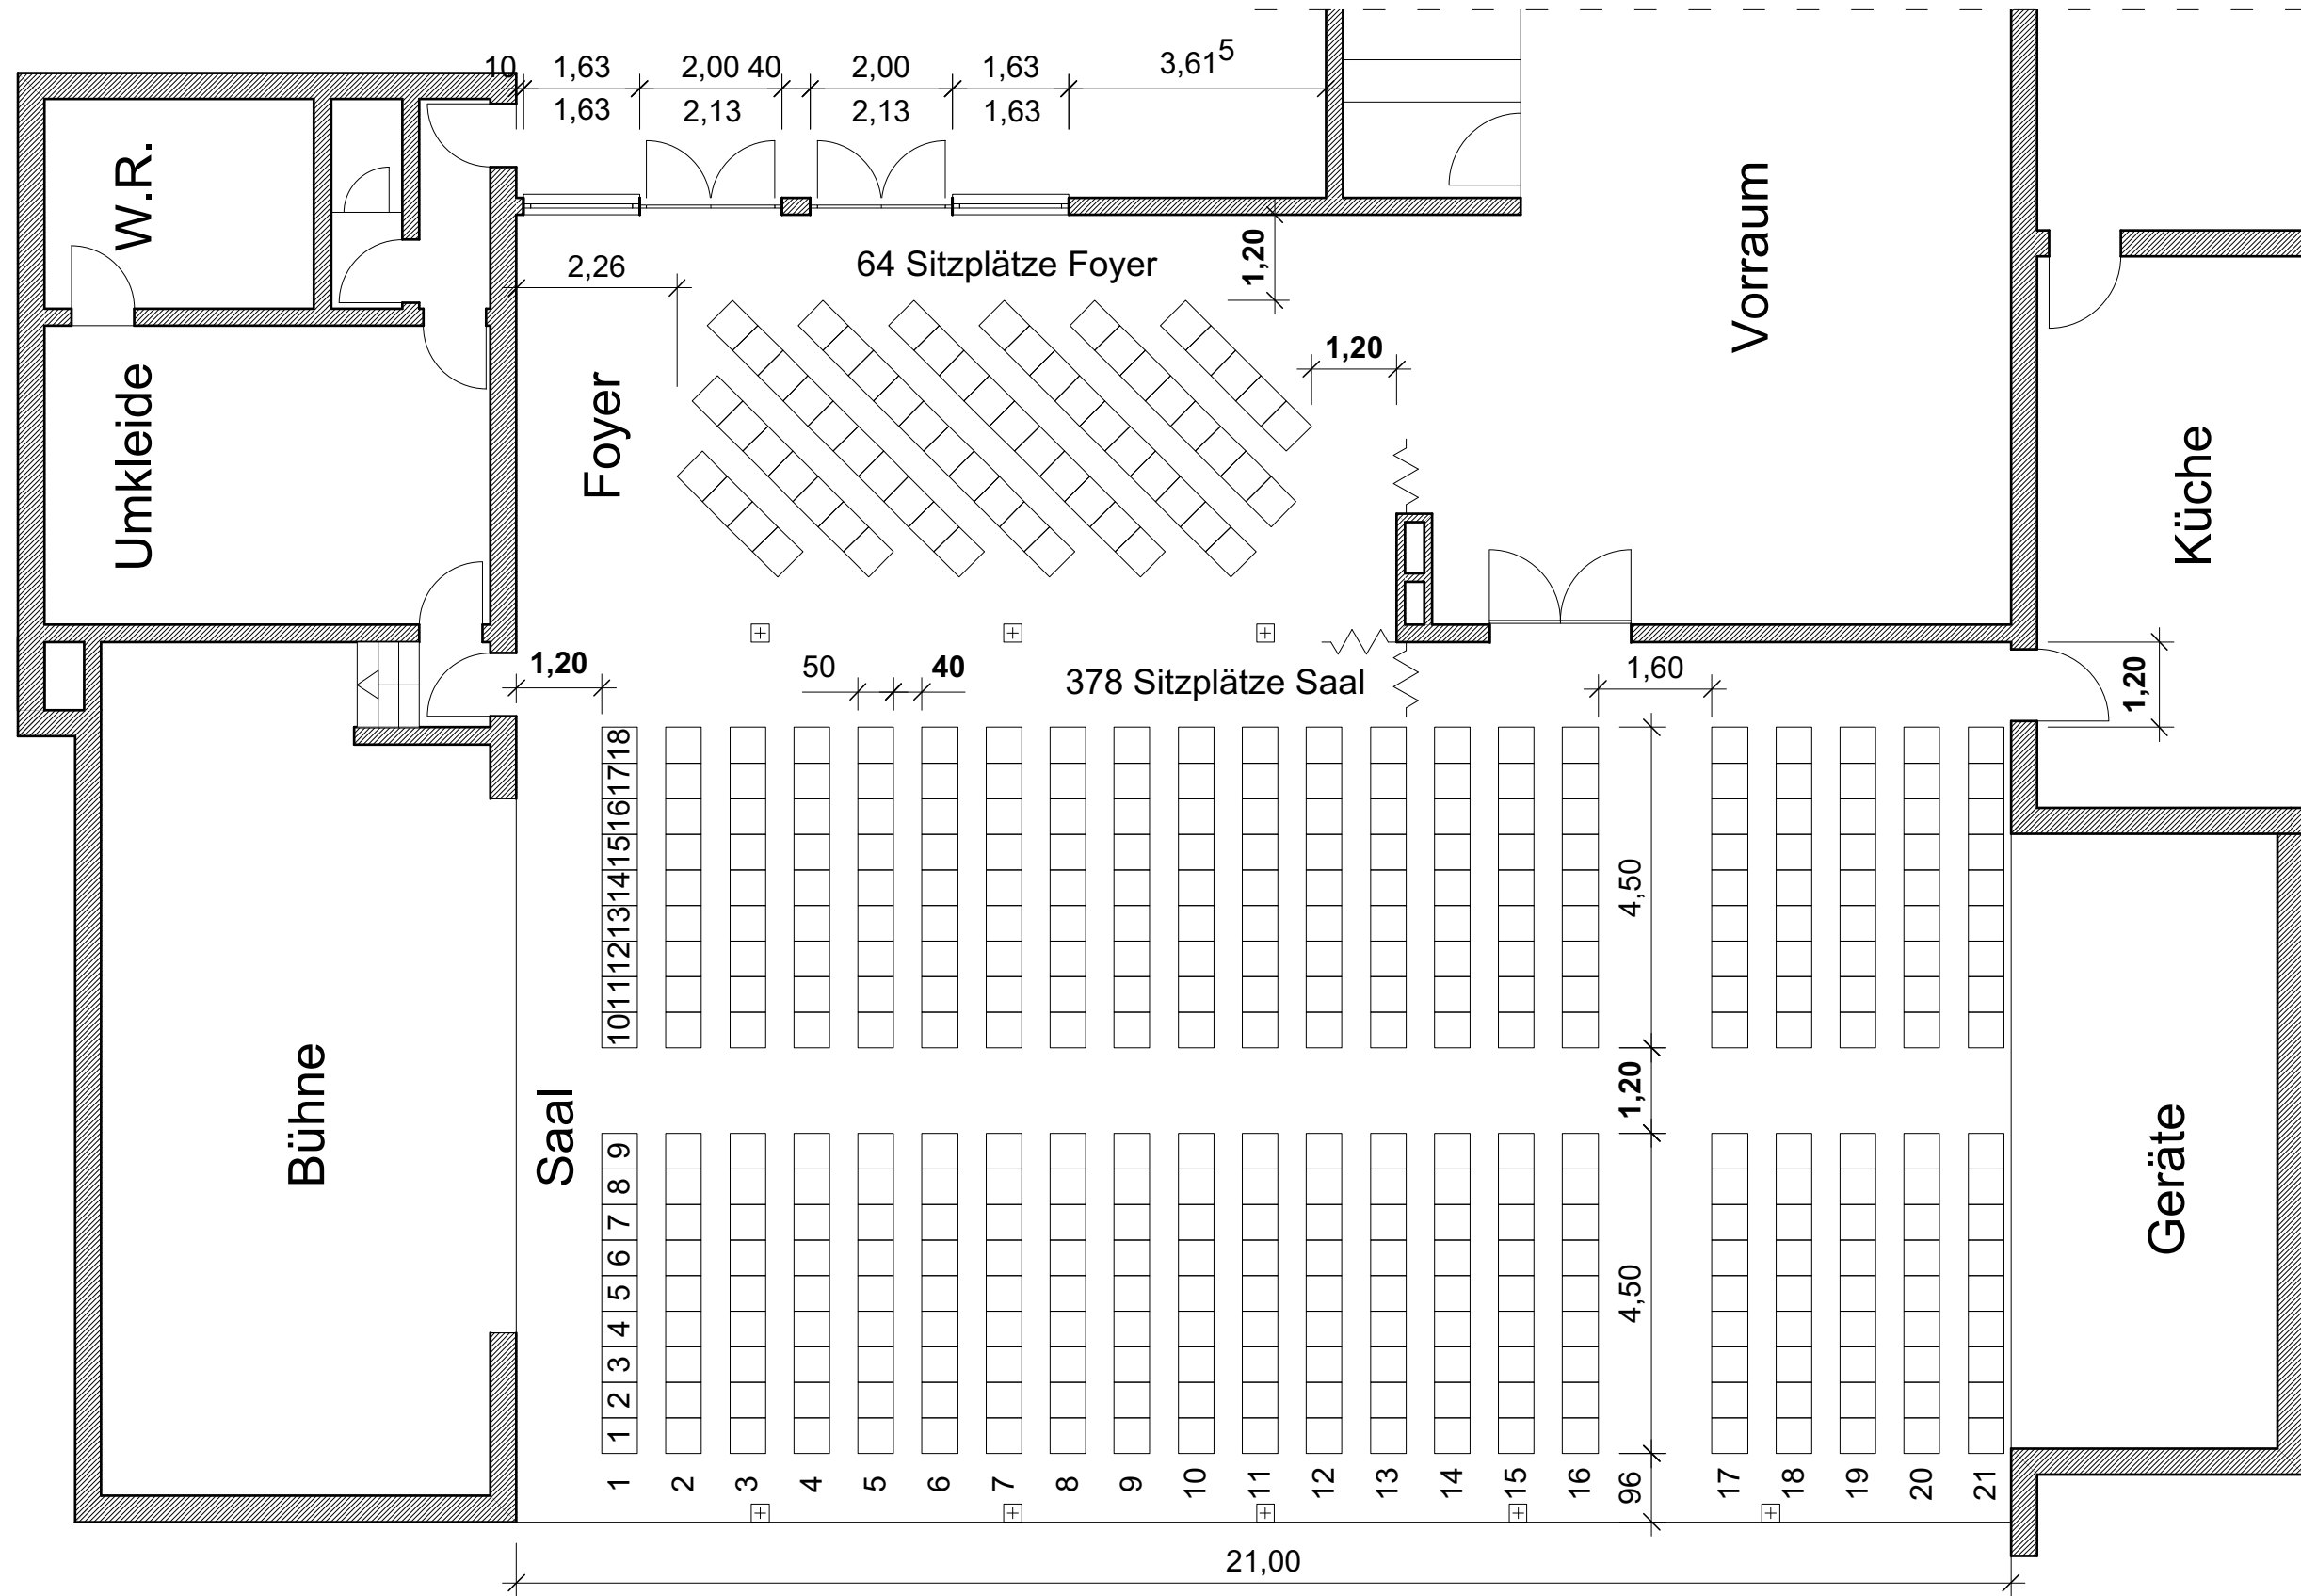 10 1,63 2,00 40 2,00 1,63 3,61⁵
1,63 2,13 2,13 1,63
W.R.
Vorraum
2,26
64 Sitzplätze Foyer
1,20
1,20
Umkleide
Foyer
Küche
1,20
50
40
378 Sitzplätze Saal
1,60
1,20
18
17
16
15
14
13
12
11
10
4,50
1,20
Bühne
Saal
Geräte
9
8
7
6
5
4
3
2
1
4,50
1 2 3 4 5 6 7 8 9 10 11 12 13 14 15 16 96 17 18 19 20 21
21,00